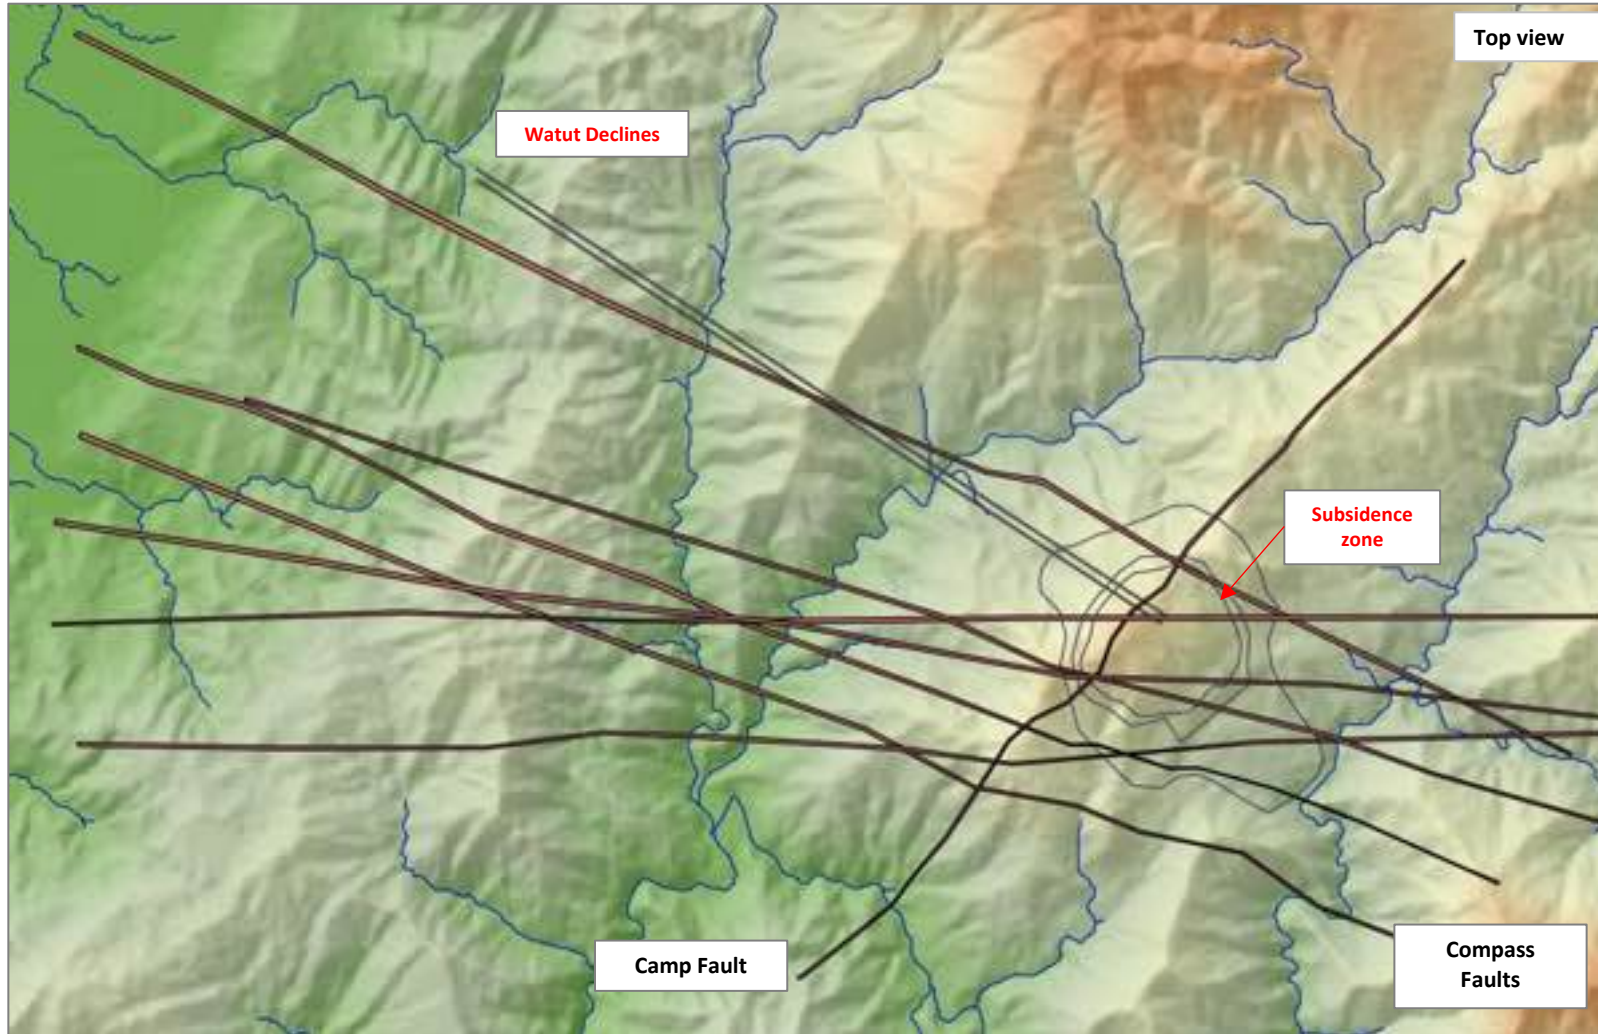 Top view
Watut Declines
Subsidence
zone
Camp Fault
Compass
Faults